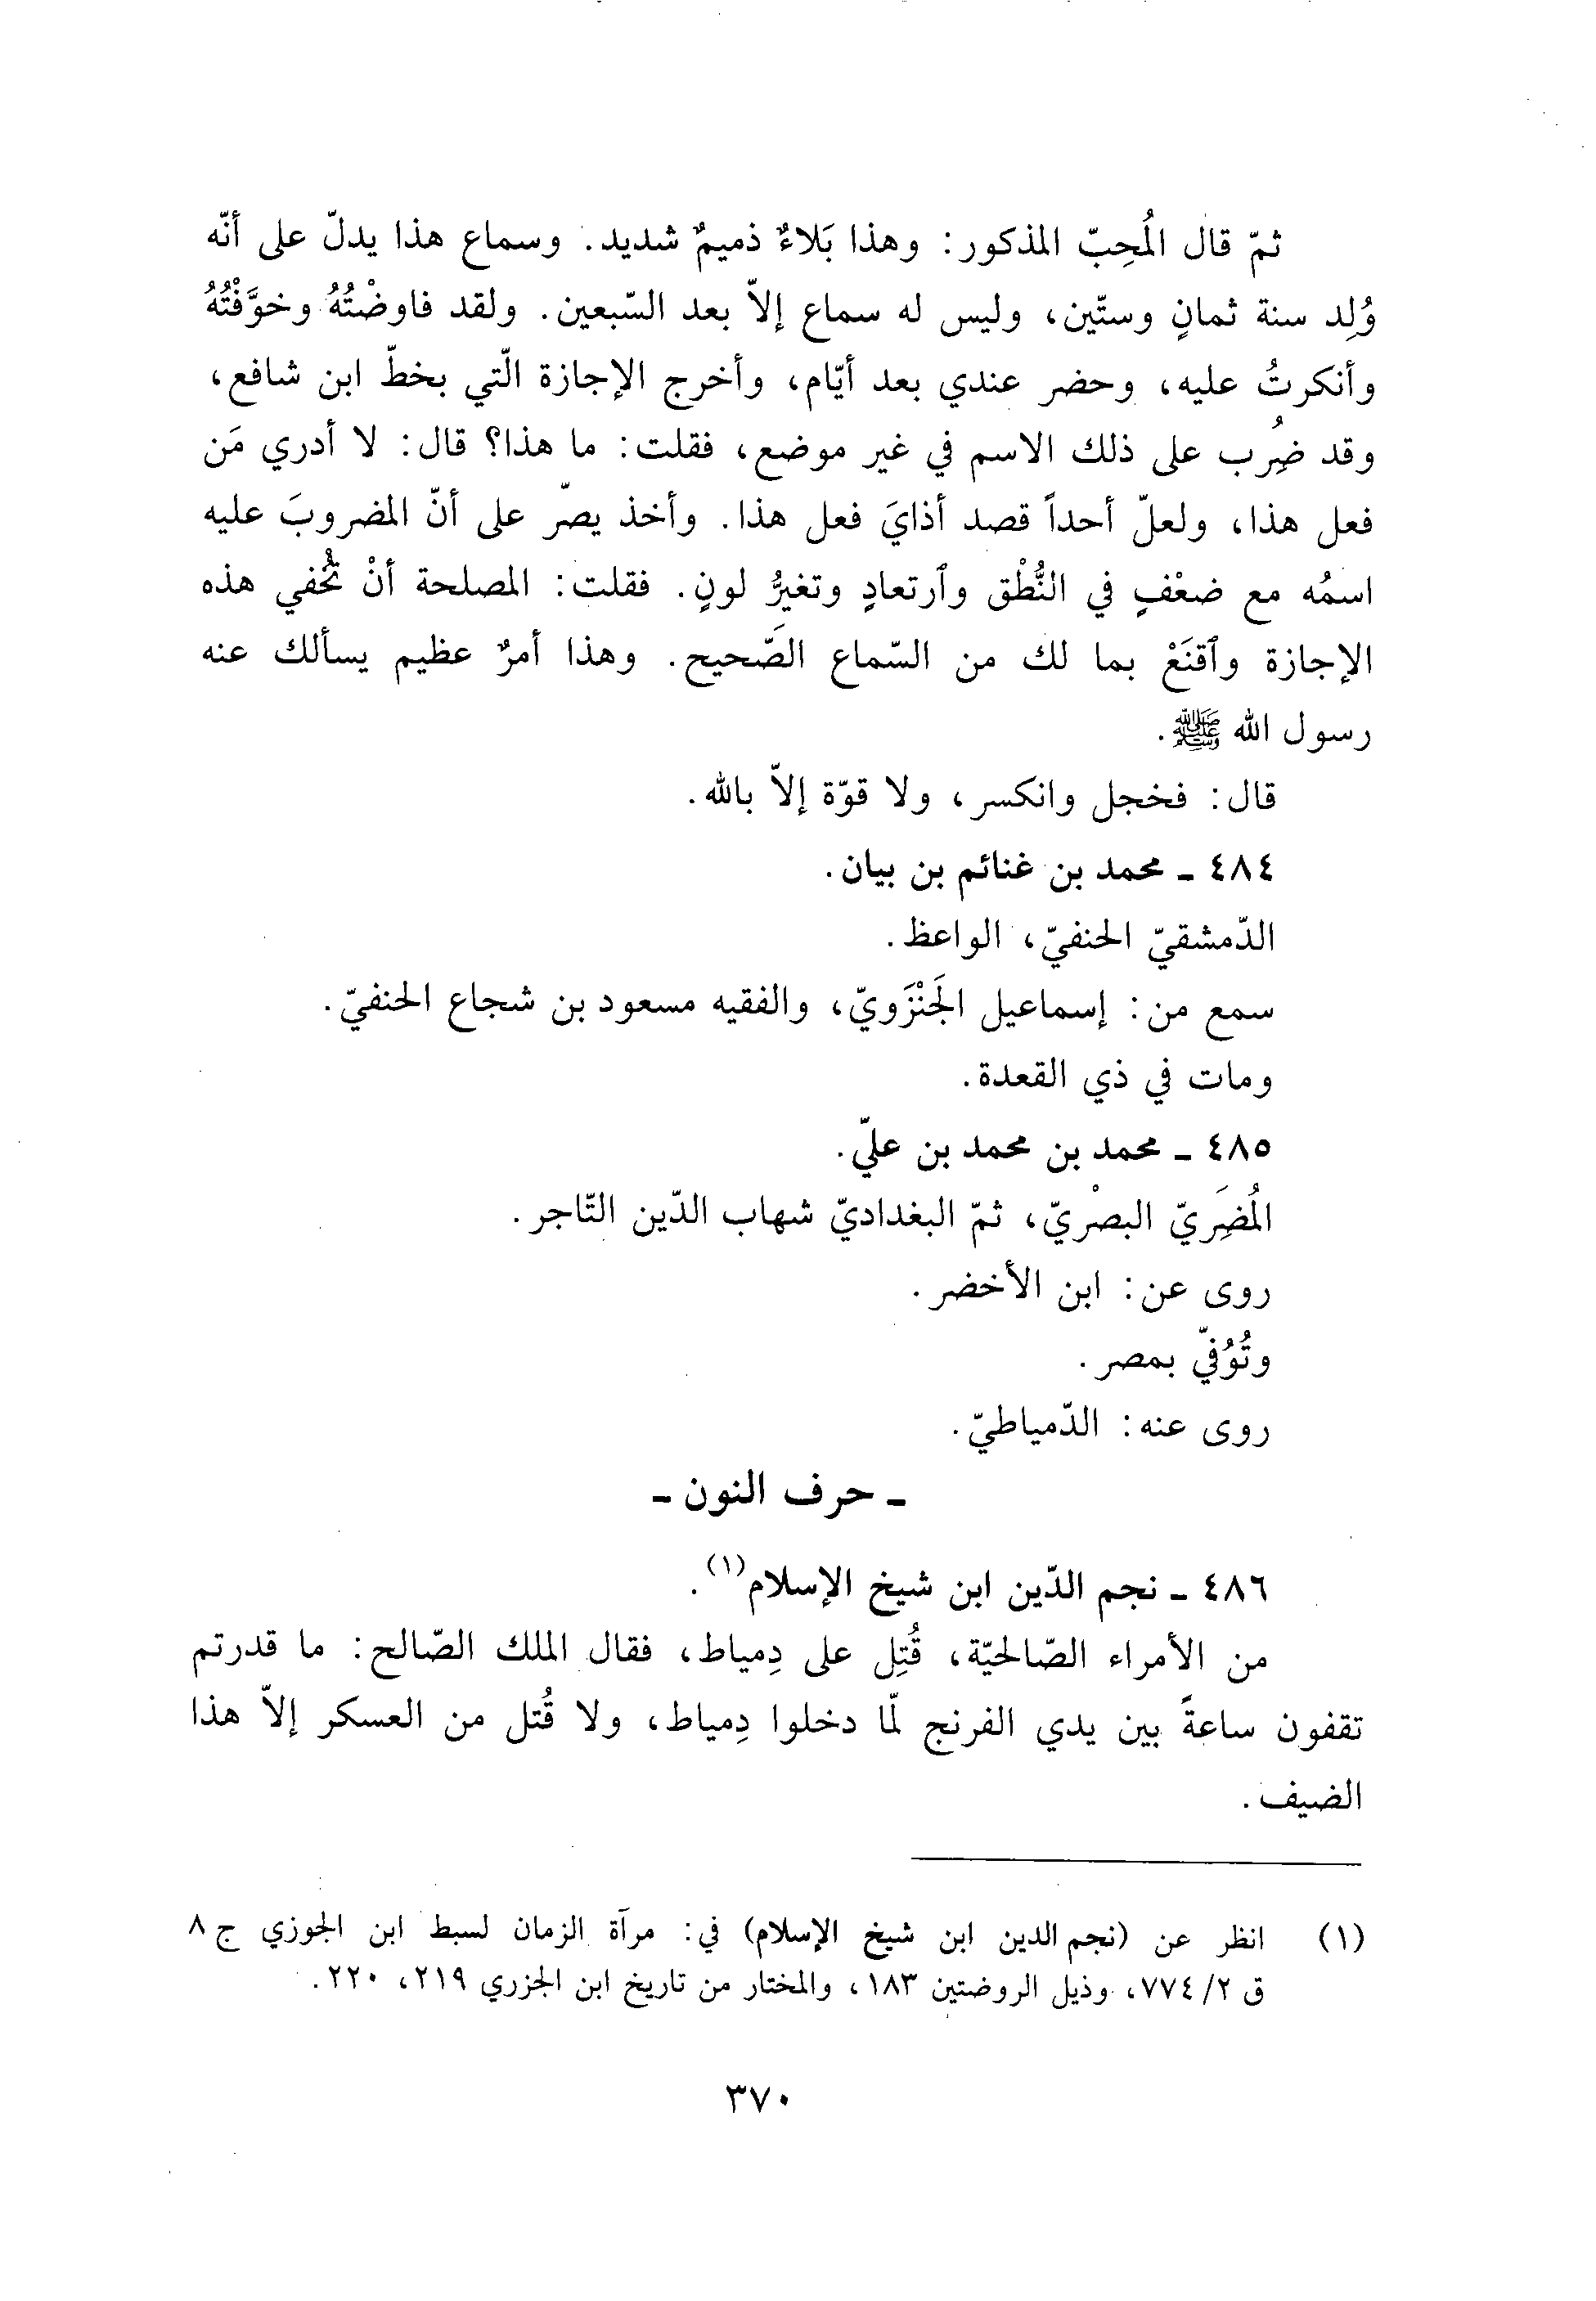 ثمّ قال المُحِبّ المذكور: وهذا بَلاءٌ ذميمٌ شديد. وسماع هذا يدلّ على أنّه
وُلِد سنة ثمانٍ وستّين، وليس له سماع إلاّ بعد السّبعين. ولقد فاوضْتُهُ وخوَّفْتُهُ
وأنكرتُ عليه، وحضر عندي بعد أيّام، وأخرج الإجازة الّتي بخطّ ابن شافع،
وقد ضُرِب على ذلك الاسم في غير موضع، فقلت: ما هذا؟ قال: لا أدري مَن
فعل هذا، ولعلّ أحداً قصد أذايَ فعل هذا. وأخذ يصرّ على أنّ المضروبَ عليه
اسمُه مع ضعْفٍ في النُّطْق وٱرتعادٍ وتغيُّر لونٍ. فقلت: المصلحة أنْ تُخفي هذه
الإجازة وٱقنَعْ بما لك من السّماع الصَّحيح. وهذا أمرٌ عظيم يسألك عنه
رسول الله ﷺ.
قال: فخجل وانكسر، ولا قوّة إلاّ بالله.
٤٨٤ ـ محمد بن غنائم بن بيان.
الدّمشقيّ الحنفيّ، الواعظ.
سمع من: إسماعيل الجَنْزَويّ، والفقيه مسعود بن شجاع الحنفيّ.
ومات في ذي القعدة.
٤٨٥ ـ محمد بن محمد بن عليّ.
المُضَرِيّ البصْريّ، ثمّ البغداديّ شهاب الدّين التّاجر.
روى عن: ابن الأخضر.
وتُوُفّي بمصر.
روى عنه: الدّمياطيّ.
ـ حرف النون ـ
٤٨٦ ـ نجم الدّين ابن شيخ الإسلام(١).
من الأمراء الصّالحيّة، قُتِل على دِمياط، فقال الملك الصّالح: ما قدرتم
تقفون ساعةً بين يدي الفرنج لمّا دخلوا دِمياط، ولا قُتل من العسكر إلاّ هذا
الضيف.
(١) انظر عن (نجم الدين ابن شيخ الإسلام) في: مرآة الزمان لسبط ابن الجوزي ج ٨
ق ٢/ ٧٧٤، وذيل الروضتين ١٨٣، والمختار من تاريخ ابن الجزري ٢١٩، ٢٢٠.
٣٧٠